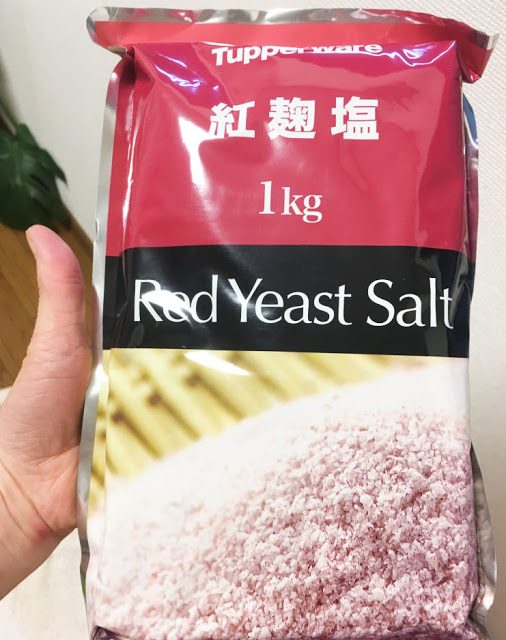 Tupperware
紅麹塩
1kg
Red Yeast Salt